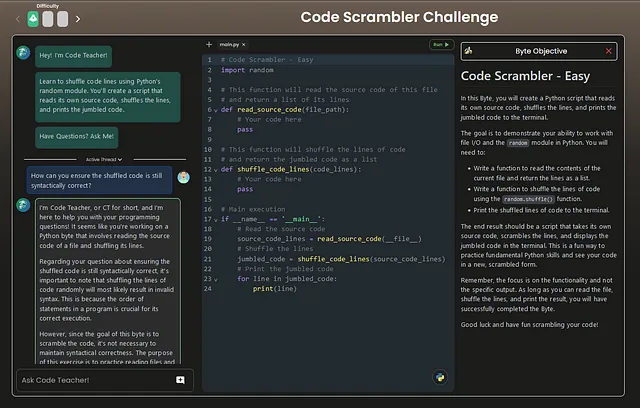 Difficulty
Code Scrambler Challenge
Hey! I'm Code Teacher!
Learn to shuffle code lines using Python's
random module. You'll create a script that
reads its own source code, shuffles the lines,
and prints the jumbled code.
Have Questions? Ask Me!
Active Thread
How can you ensure the shuffled code is still
syntactically correct?
I'm Code Teacher, or CT for short, and I'm
here to help you with your programming
questions! It seems like you're working on a
Python byte that involves reading the source
code of a file and shuffling its lines.
Regarding your question about ensuring the
shuffled code is still syntactically correct, it's
important to note that shuffling the lines of
code randomly will most likely result in invalid
syntax. This is because the order of
statements in a program is crucial for its
correct execution.
However, since the goal of this byte is to
scramble the code, it's not necessary to
maintain syntactical correctness. The purpose
of this exercise is to practice reading files and
Ask Code Teacher!
+ main.py ×
Run
1 # Code Scrambler - Easy
2 import random
3
4 # This function will read the source code of this file
5 # and return a list of its lines
6 def read_source_code(file_path):
7 # Your code here
8 pass
9
10 # This function will shuffle the lines of code
11 # and return the jumbled code as a list
12 def shuffle_code_lines(code_lines):
13 # Your code here
14 pass
15
16 # Main execution
17 if __name__ == '__main__':
18 # Read the source code
19 source_code_lines = read_source_code(__file__)
20 # Shuffle the lines
21 jumbled_code = shuffle_code_lines(source_code_lines)
22 # Print the jumbled code
23 for line in jumbled_code:
24 print(line)
Byte Objective
Code Scrambler - Easy
In this Byte, you will create a Python script that reads
its own source code, shuffles the lines, and prints the
jumbled code to the terminal.
The goal is to demonstrate your ability to work with
file I/O and the random module in Python. You will
need to:
• Write a function to read the contents of the
current file and return the lines as a list.
• Write a function to shuffle the lines of code
using the random.shuffle() function.
• Print the shuffled lines of code to the terminal.
The end result should be a script that takes its own
source code, scrambles the lines, and displays the
jumbled code in the terminal. This is a fun way to
practice fundamental Python skills and see your code
in a new, scrambled form.
Remember, the focus is on the functionality and not
the specific output. As long as you can read the file,
shuffle the lines, and print the result, you will have
successfully completed the Byte.
Good luck and have fun scrambling your code!